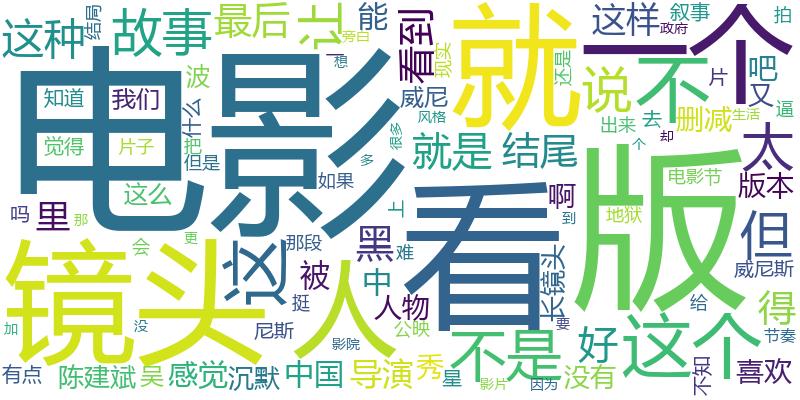 这种
结局
故事
最后
让
旁白
能
看到
现实
就
一个
这样
叙事
政府
拍
电影
波
一
想
威尼
还是
说
不
片
吧
又
知道
我们
什么
风格
很多
出来
去
删减
生活
逼
觉得
片子
把
但是
多
就是
结尾
看
版
个
却
太
这么
如果
电影节
版本
吗
里
那
上
啊
到
地狱
但
镜头
会
更
这
那段
黑
难
长镜头
威尼斯
人
被
中
挺
人物
给
得
加
没
尼斯
影院
公映
要
不是
好
这个
节奏
有点
陈建斌
吴
感觉
沉默
中国
导演
秀
星
影片
因为
没有
不知
喜欢